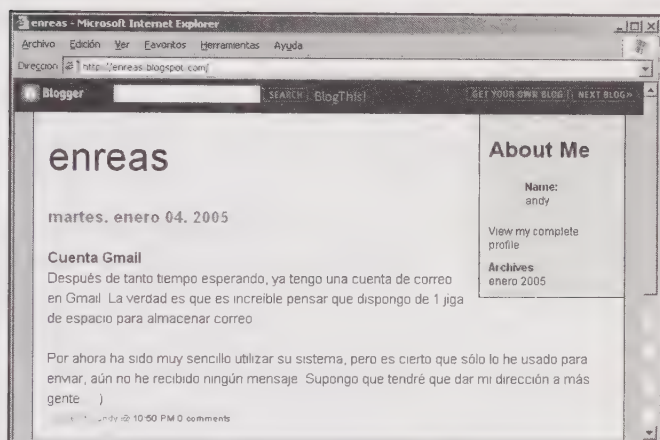 enreas - Microsoft Internet Explorer
Archivo Edición Ver Favoritos Herramientas Ayuda
Dirección http://enreas.blogspot.com/
Blogger SEARCH BlogThis! GET YOUR OWN BLOG NEXT BLOG»
enreas
martes, enero 04, 2005
Cuenta Gmail
Después de tanto tiempo esperando, ya tengo una cuenta de correo
en Gmail. La verdad es que es increíble pensar que dispongo de 1 jiga
de espacio para almacenar correo
Por ahora ha sido muy sencillo utilizar su sistema, pero es cierto que sólo lo he usado para
enviar, aún no he recibido ningún mensaje. Supongo que tendré que dar mi dirección a más
gente )
andy @ 10:50 PM 0 comments
About Me
Name:
andy
View my complete
profile
Archives
enero 2005